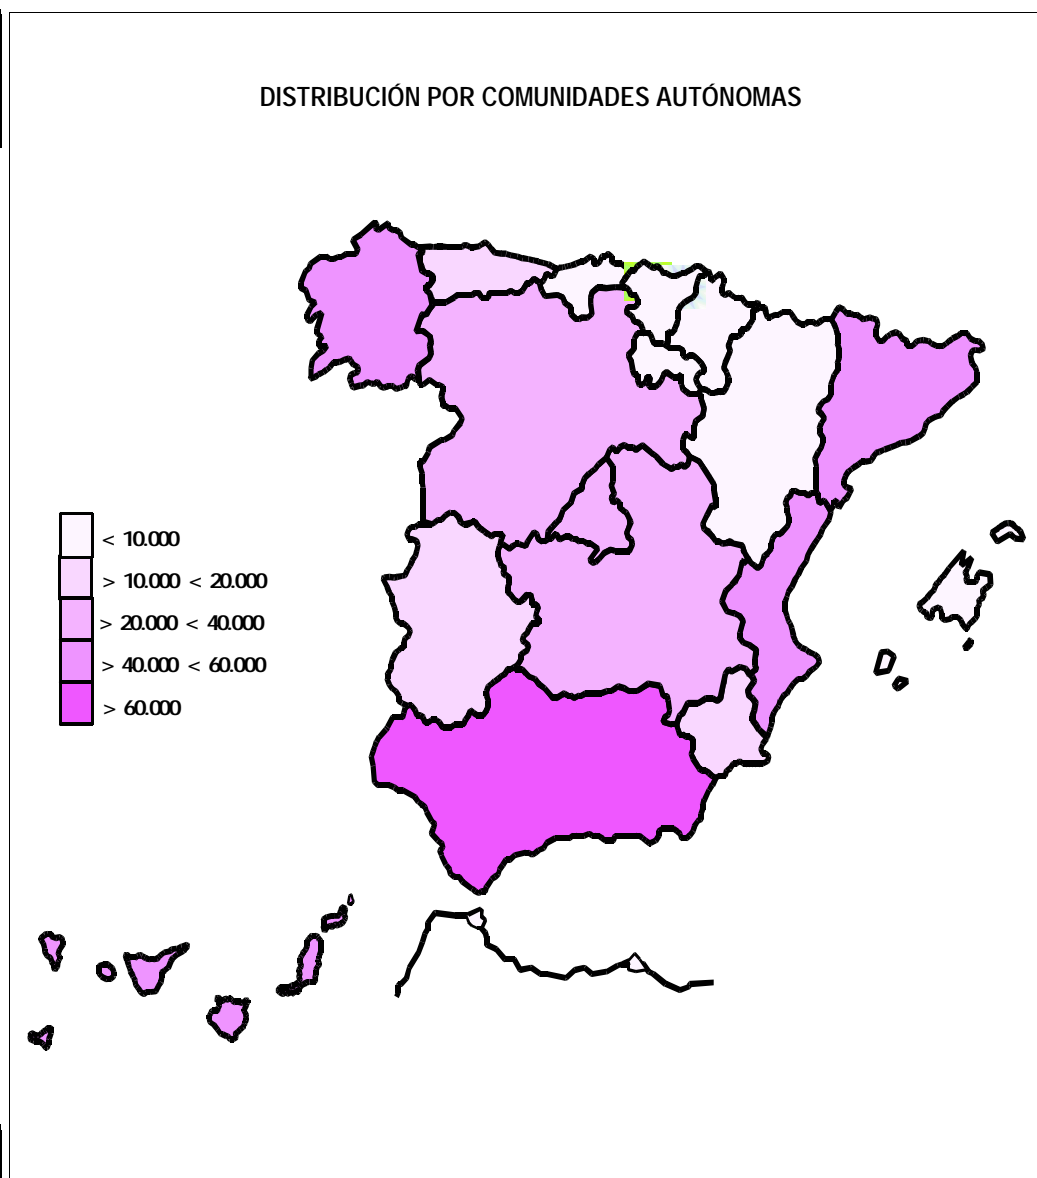 DISTRIBUCIÓN POR COMUNIDADES AUTÓNOMAS
< 10.000
> 10.000 < 20.000
> 20.000 < 40.000
> 40.000 < 60.000
> 60.000